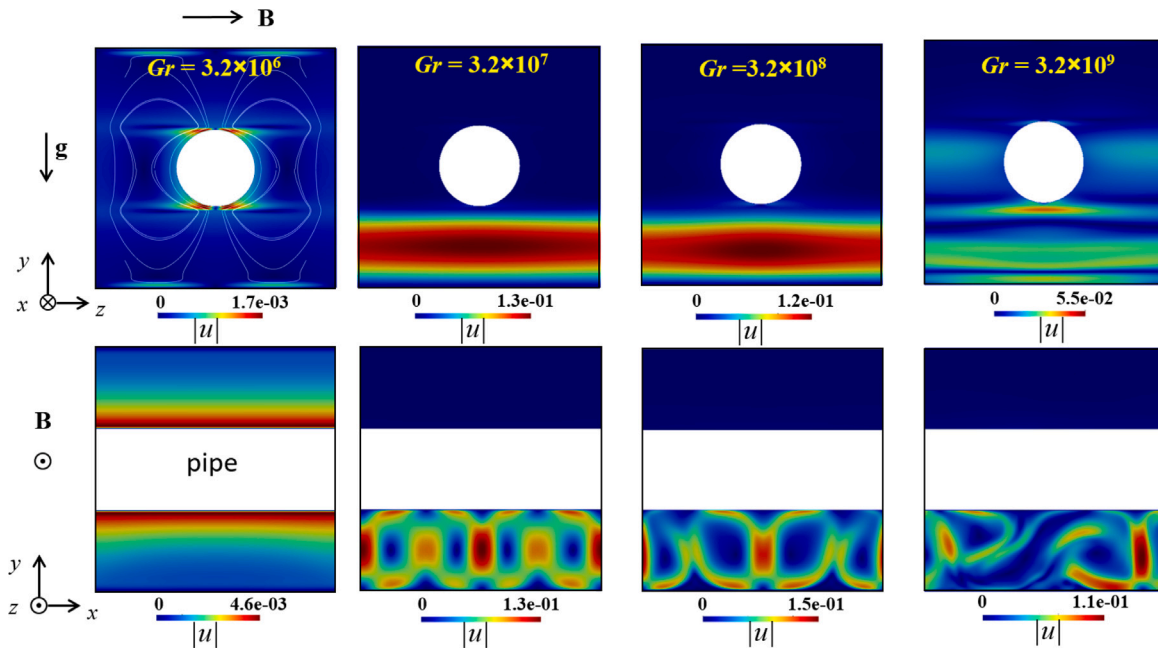 B
Gr = 3.2×10⁶
Gr = 3.2×10⁷
Gr =3.2×10⁸
Gr = 3.2×10⁹
g
y
x
z
0 1.7e-03
|u|
0 1.3e-01
|u|
0 1.2e-01
|u|
0 5.5e-02
|u|
B
pipe
y
z
x
0 4.6e-03
|u|
0 1.3e-01
|u|
0 1.5e-01
|u|
0 1.1e-01
|u|